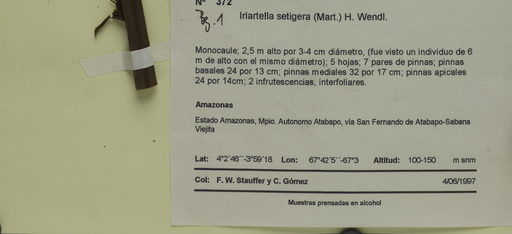 Nº 372
Iriartella setigera (Mart.) H. Wendl.
Monocaule; 2,5 m alto por 3-4 cm diámetro, (fue visto un individuo de 6
m de alto con el mismo diámetro); 5 hojas; 7 pares de pinnas; pinnas
basales 24 por 13 cm; pinnas mediales 32 por 17 cm; pinnas apicales
24 por 14cm; 2 infrutescencias, interfoliares.
Amazonas
Estado Amazonas, Mpio. Autonomo Atabapo, via San Fernando de Atabapo-Sabana
Viejita
Lat: 4°2´46´´-3°59'18 Lon: 67°42´5´´-67°3 Altitud: 100-150 m snm
Col: F. W. Stauffer y C. Gómez 4/06/1997
Muestras prensadas en alcohol